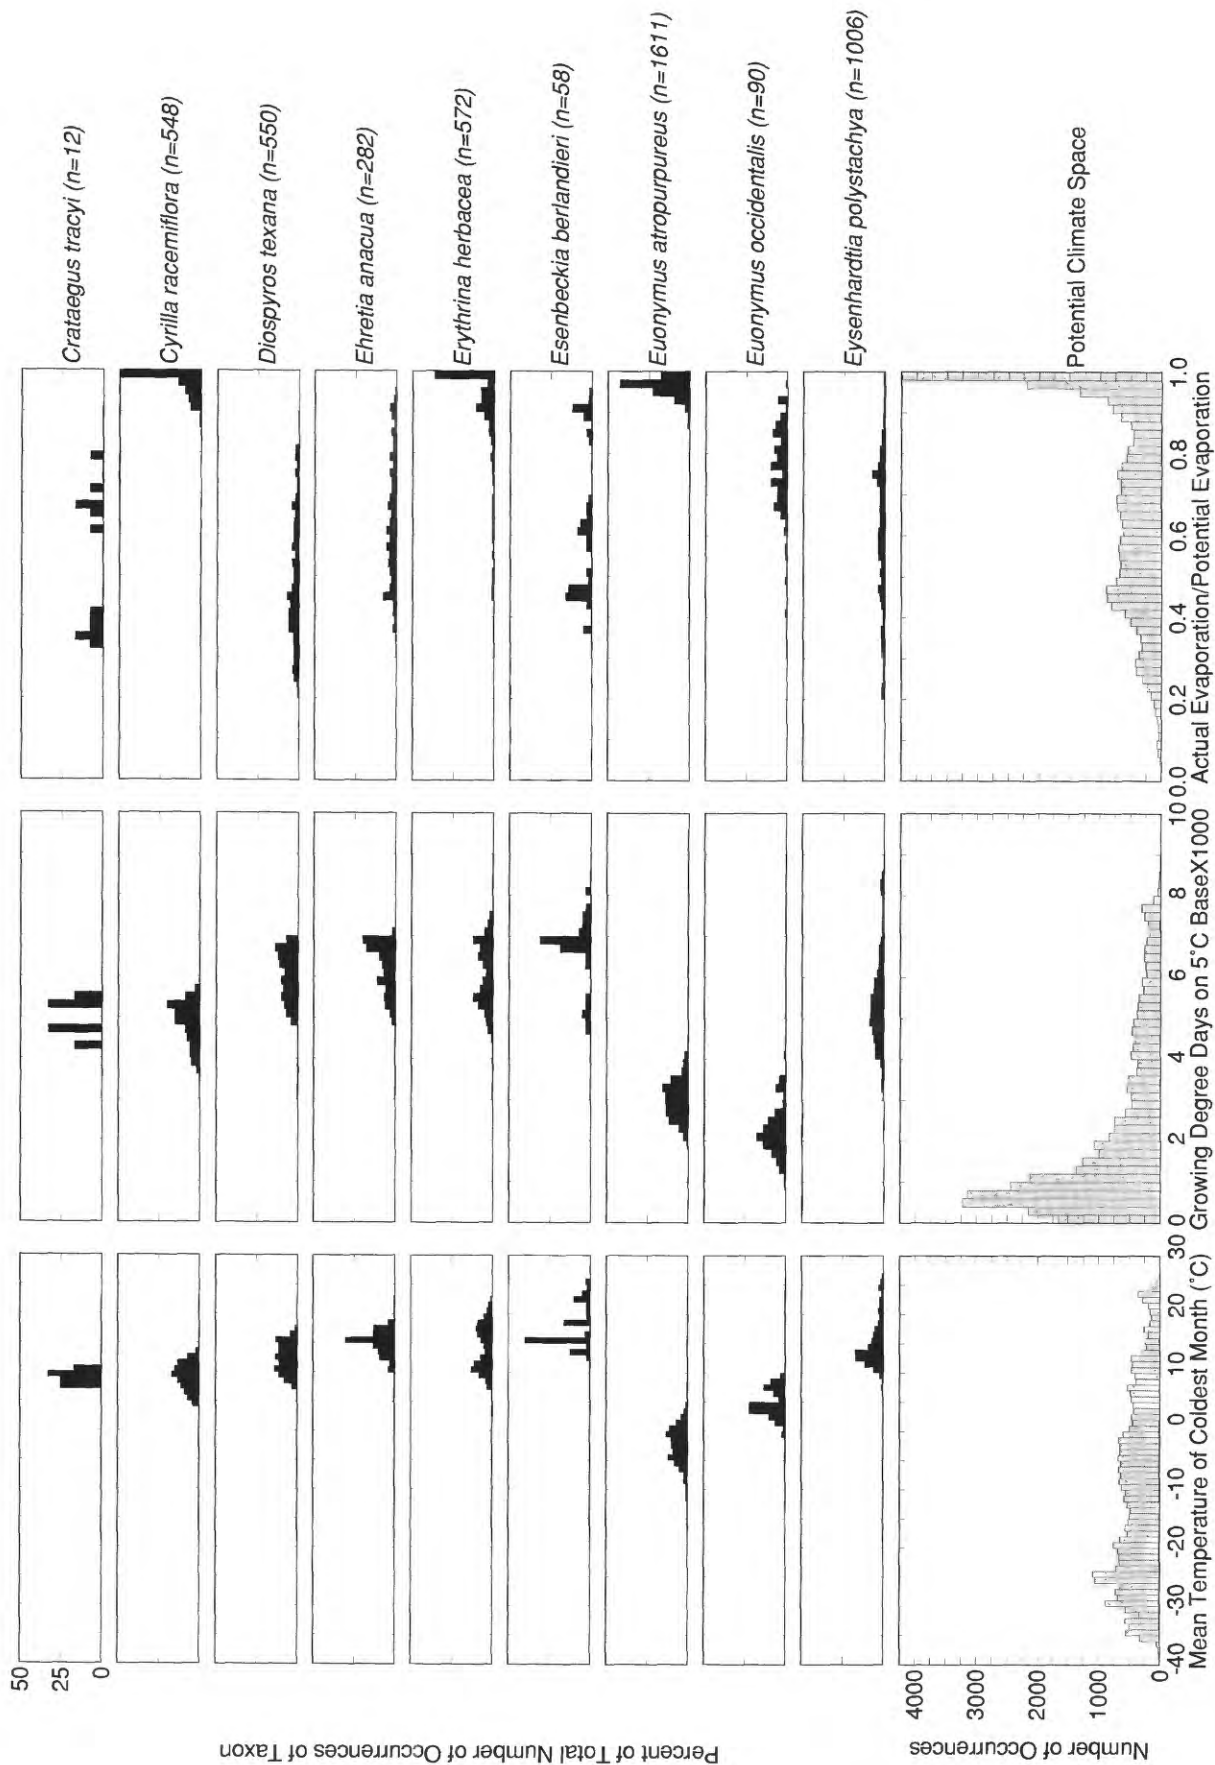 Percent of Total Number of Occurrences of Taxon
50
25
0
Crataegus tracyi (n=12)
Cyrilla racemiflora (n=548)
Diospyros texana (n=550)
Ehretia anacua (n=282)
Erythrina herbacea (n=572)
Esenbeckia berlandieri (n=58)
Euonymus atropurpureus (n=1611)
Euonymus occidentalis (n=90)
Eysenhardtia polystachya (n=1006)
Potential Climate Space
Number of Occurrences
4000
3000
2000
1000
0
-40 -30 -20 -10 0 10 20 30
Mean Temperature of Coldest Month (°C)
0 2 4 6 8 10
Growing Degree Days on 5°C BaseX1000
0.0 0.2 0.4 0.6 0.8 1.0
Actual Evaporation/Potential Evaporation